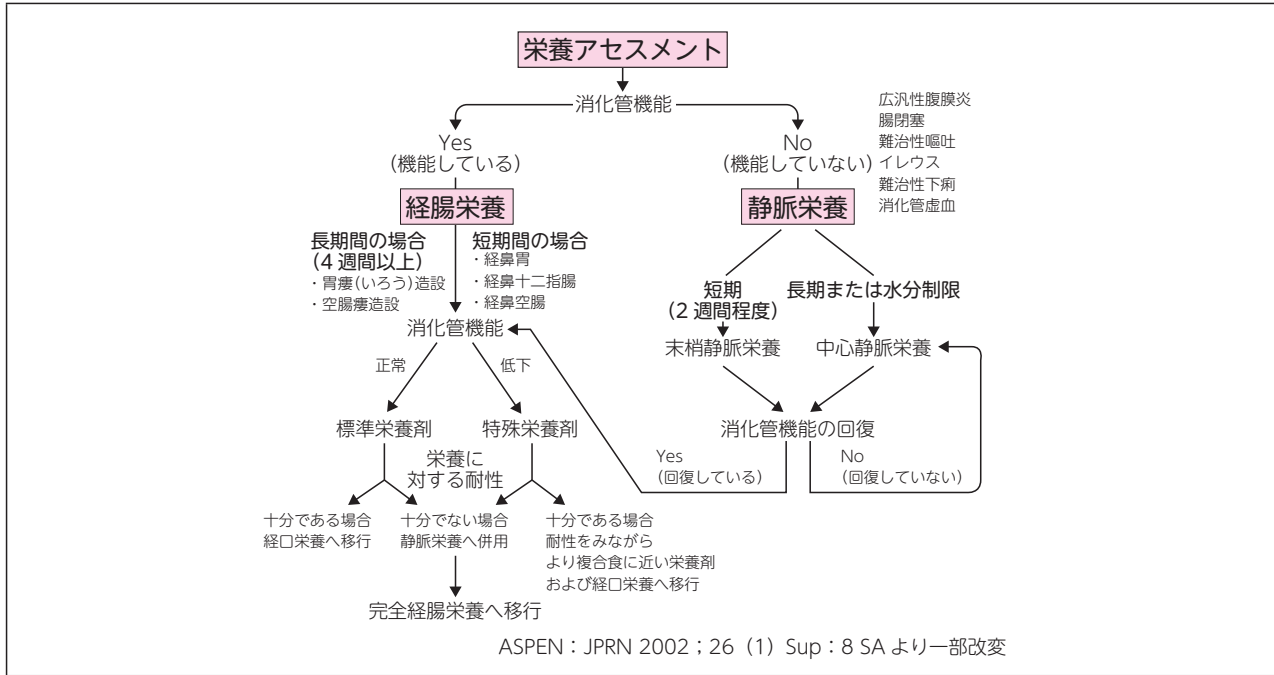 栄養アセスメント
消化管機能
Yes
(機能している)
No
(機能していない)
広汎性腹膜炎
腸閉塞
難治性嘔吐
イレウス
難治性下痢
消化管虚血
経腸栄養
静脈栄養
長期間の場合
(4週間以上)
・胃瘻(いろう)造設
・空腸瘻造設
短期間の場合
・経鼻胃
・経鼻十二指腸
・経鼻空腸
短期
(2週間程度)
長期または水分制限
消化管機能
末梢静脈栄養
中心静脈栄養
正常
低下
標準栄養剤
特殊栄養剤
消化管機能の回復
栄養に
対する耐性
Yes
(回復している)
No
(回復していない)
十分である場合
経口栄養へ移行
十分でない場合
静脈栄養へ併用
十分である場合
耐性をみながら
より複合食に近い栄養剤
および経口栄養へ移行
完全経腸栄養へ移行
ASPEN：JPRN 2002；26（1）Sup：8 SA より一部改変